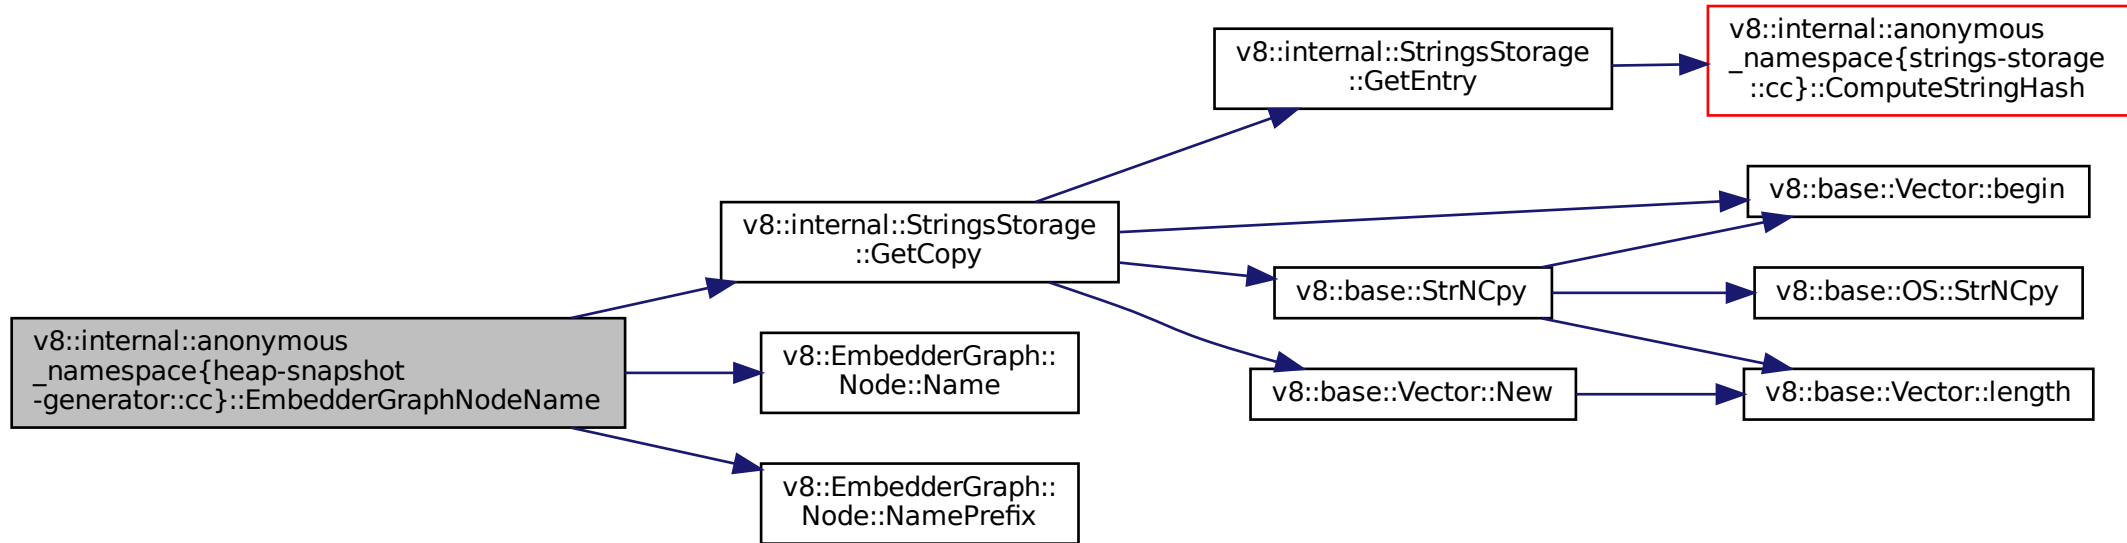 v8::internal::anonymous
_namespace{heap-snapshot
-generator::cc}::EmbedderGraphNodeName
v8::internal::StringsStorage
::GetCopy
v8::EmbedderGraph::
Node::Name
v8::EmbedderGraph::
Node::NamePrefix
v8::internal::StringsStorage
::GetEntry
v8::base::StrNCpy
v8::base::Vector::New
v8::internal::anonymous
_namespace{strings-storage
::cc}::ComputeStringHash
v8::base::Vector::begin
v8::base::OS::StrNCpy
v8::base::Vector::length